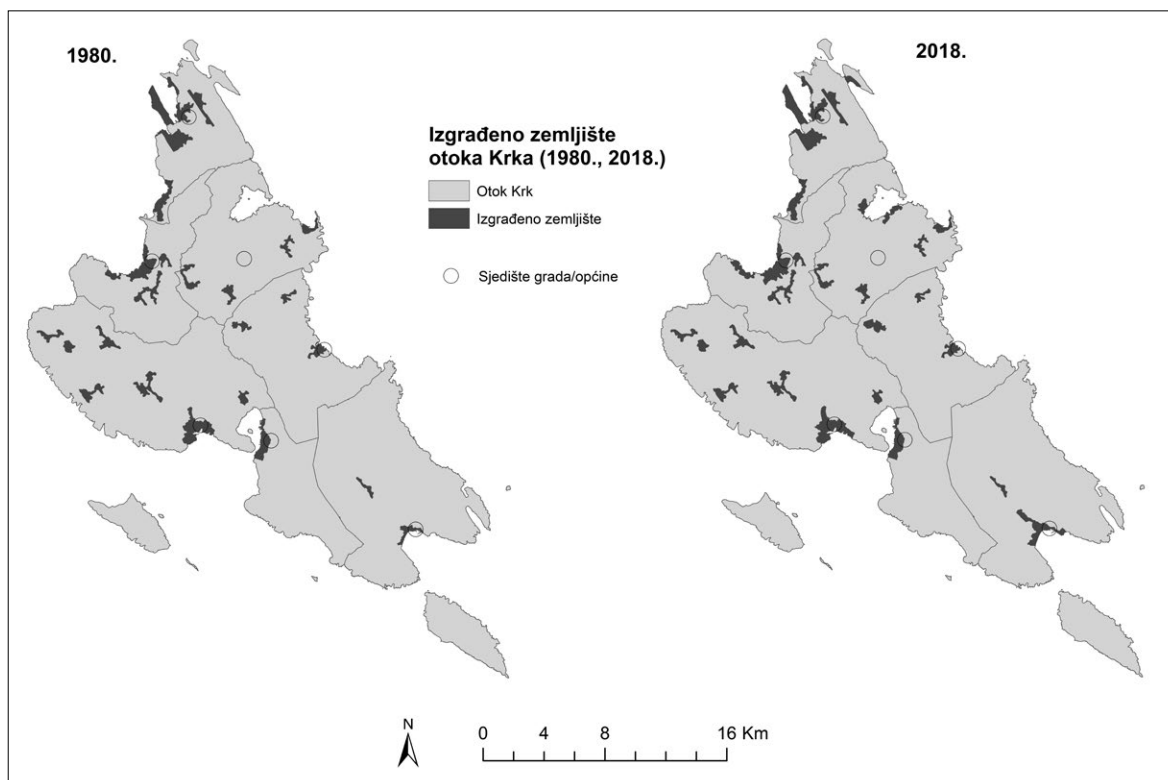 1980.
2018.
Izgrađeno zemljište
otoka Krka (1980., 2018.)
Otok Krk
Izgrađeno zemljište
Sjedište grada/općine
N
0 4 8 16 Km